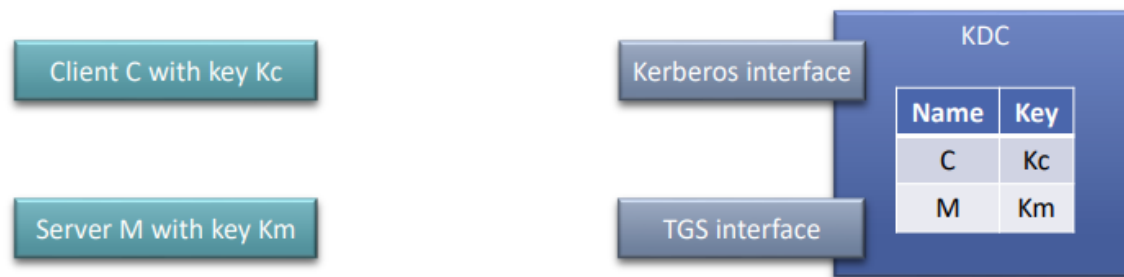 KDC
Client C with key Kc
Kerberos interface
Name Key
C Kc
M Km
Server M with key Km
TGS interface